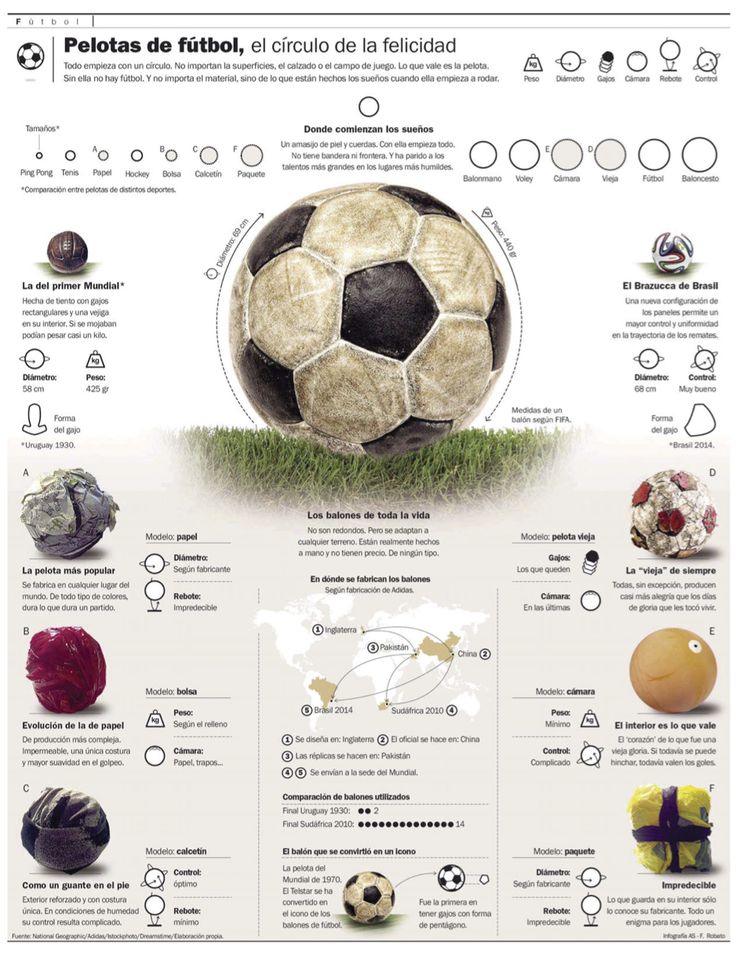 Fútbol
Pelotas de fútbol, el círculo de la felicidad
Todo empieza con un círculo. No importan la superficies, el calzado o el campo de juego. Lo que vale es la pelota.
Sin ella no hay fútbol. Y no importa el material, sino de lo que están hechos los sueños cuando ella empieza a rodar.
kg
Peso
Diámetro
Gajos
Cámara
Rebote
Control
Tamaños*
Ping Pong
Tenis
A
Papel
Hockey
B
Bolsa
C
Calcetín
F
Paquete
*Comparación entre pelotas de distintos deportes.
Donde comienzan los sueños
Un amasijo de piel y cuerdas. Con ella empieza todo.
No tiene bandera ni frontera. Y ha parido a los
talentos más grandes en los lugares más humildes.
Balonmano
Voley
E
Cámara
D
Vieja
Fútbol
Baloncesto
Diámetro: 69 cm
kg
Peso: 440 gr
La del primer Mundial*
Hecha de tiento con gajos
rectangulares y una vejiga
en su interior. Si se mojaban
podían pesar casi un kilo.
kg
Diámetro:
58 cm
Peso:
425 gr
Forma
del gajo
*Uruguay 1930.
El Brazucca de Brasil
Una nueva configuración de
los paneles permite un
mayor control y uniformidad
en la trayectoria de los remates.
Diámetro:
68 cm
Control:
Muy bueno
Forma
del gajo
*Brasil 2014.
Medidas de un
balón según FIFA.
A
La pelota más popular
Se fabrica en cualquier lugar del
mundo. De todo tipo de colores,
dura lo que dura un partido.
Modelo: papel
Diámetro:
Según fabricante
Rebote:
Impredecible
B
Evolución de la de papel
De producción más compleja.
Impermeable, una única costura
y mayor suavidad en el golpeo.
Modelo: bolsa
kg
Peso:
Según el relleno
Cámara:
Papel, trapos...
C
Como un guante en el pie
Exterior reforzado y con costura
única. En condiciones de humedad
su control resulta complicado.
Modelo: calcetín
Control:
óptimo
Rebote:
mínimo
Los balones de toda la vida
No son redondos. Pero se adaptan a
cualquier terreno. Están realmente hechos
a mano y no tienen precio. De ningún tipo.
En dónde se fabrican los balones
Según fabricación de Adidas.
1 Inglaterra
3 Pakistán
China 2
5 Brasil 2014
Sudáfrica 2010 4
1 Se diseña en: Inglaterra 2 El oficial se hace en: China
3 Las réplicas se hacen en: Pakistán
4 5 Se envían a la sede del Mundial.
Comparación de balones utilizados
Final Uruguay 1930: 2
Final Sudáfrica 2010: 14
El balón que se convirtió en un icono
La pelota del
Mundial de 1970.
El Telstar se ha
convertido en
el icono de los
balones de fútbol.
Fue la primera en
tener gajos con forma
de pentágono.
D
Modelo: pelota vieja
Gajos:
Los que queden
Cámara:
En las últimas
La “vieja” de siempre
Todas, sin excepción, producen
casi más alegría que los días
de gloria que les tocó vivir.
E
Modelo: cámara
Peso:
Mínimo
kg
Control:
Complicado
El interior es lo que vale
El ‘corazón’ de lo que fue una
vieja gloria. Si todavía se puede
hinchar, todavía valen los goles.
F
Modelo: paquete
Diámetro:
Según fabricante
Rebote:
Impredecible
Impredecible
Lo que guarda en su interior sólo
lo conoce su fabricante. Todo un
enigma para los jugadores.
Fuente: National Geographic/Adidas/Istockphoto/Dreamstime/Elaboración propia.
Infografía AS - F. Robato